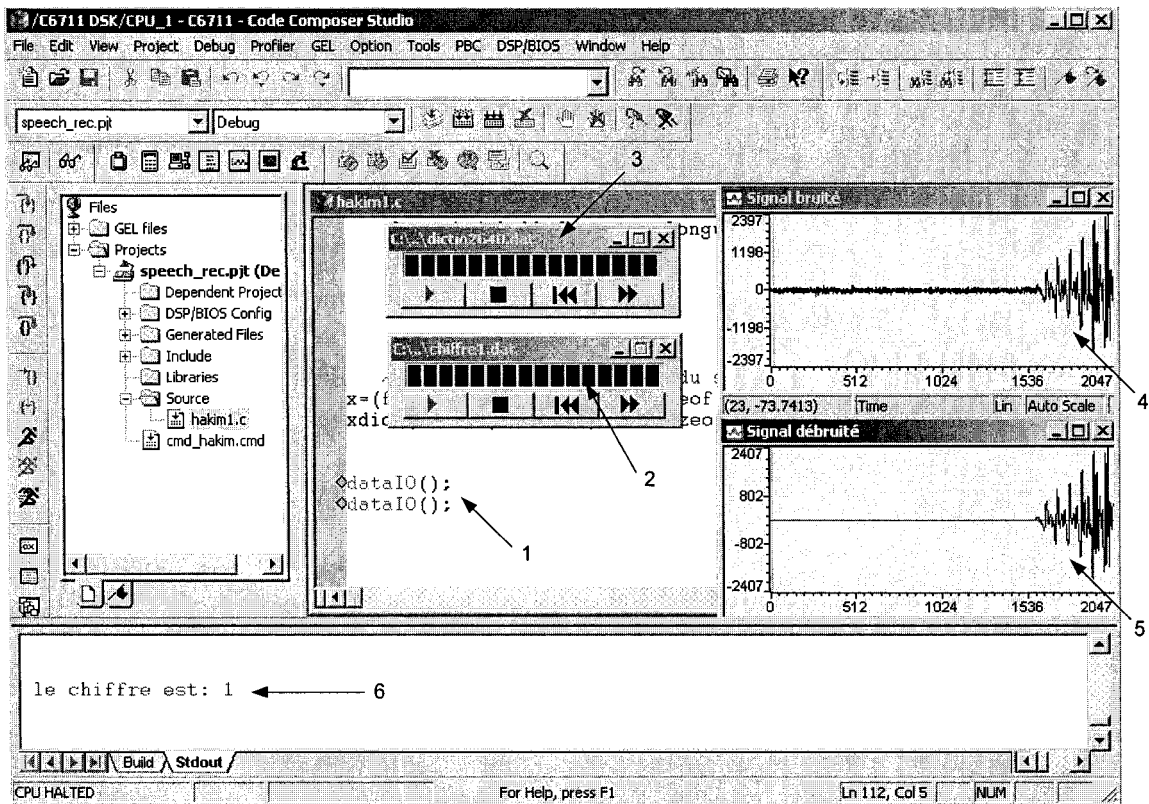 /C6711 DSK/CPU_1 - C6711 - Code Composer Studio
File Edit View Project Debug Profiler GEL Option Tools PBC DSP/BIOS Window Help
speech_rec.pjt Debug
3
Files
GEL files
Projects
speech_rec.pjt (De
Dependent Project
DSP/BIOS Config
Generated Files
Include
Libraries
Source
hakim1.c
cmd_hakim.cmd
hakim1.c
ongu
du s
x=(f eof
xdic zeo
dataIO();
dataIO();
2
1
Signal bruité
2397
1198
0
-1198
-2397
0 512 1024 1536 2047
(23, -73.7413) Time Lin Auto Scale
4
Signal débruité
2407
802
-802
-2407
0 512 1024 1536 2047
5
le chiffre est: 1
6
Build Stdout
CPU HALTED For Help, press F1 Ln 112, Col 5 NUM